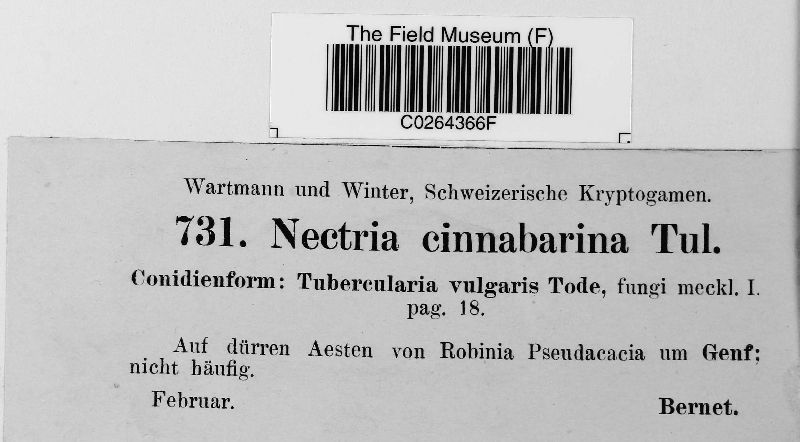 The Field Museum (F)
C0264366F
Wartmann und Winter, Schweizerische Kryptogamen.
731. Nectria cinnabarina Tul.
Conidienform: Tubercularia vulgaris Tode, fungi meckl. I.
pag. 18.
Auf dürren Aesten von Robinia Pseudacacia um Genf;
nicht häufig.
Februar.
Bernet.